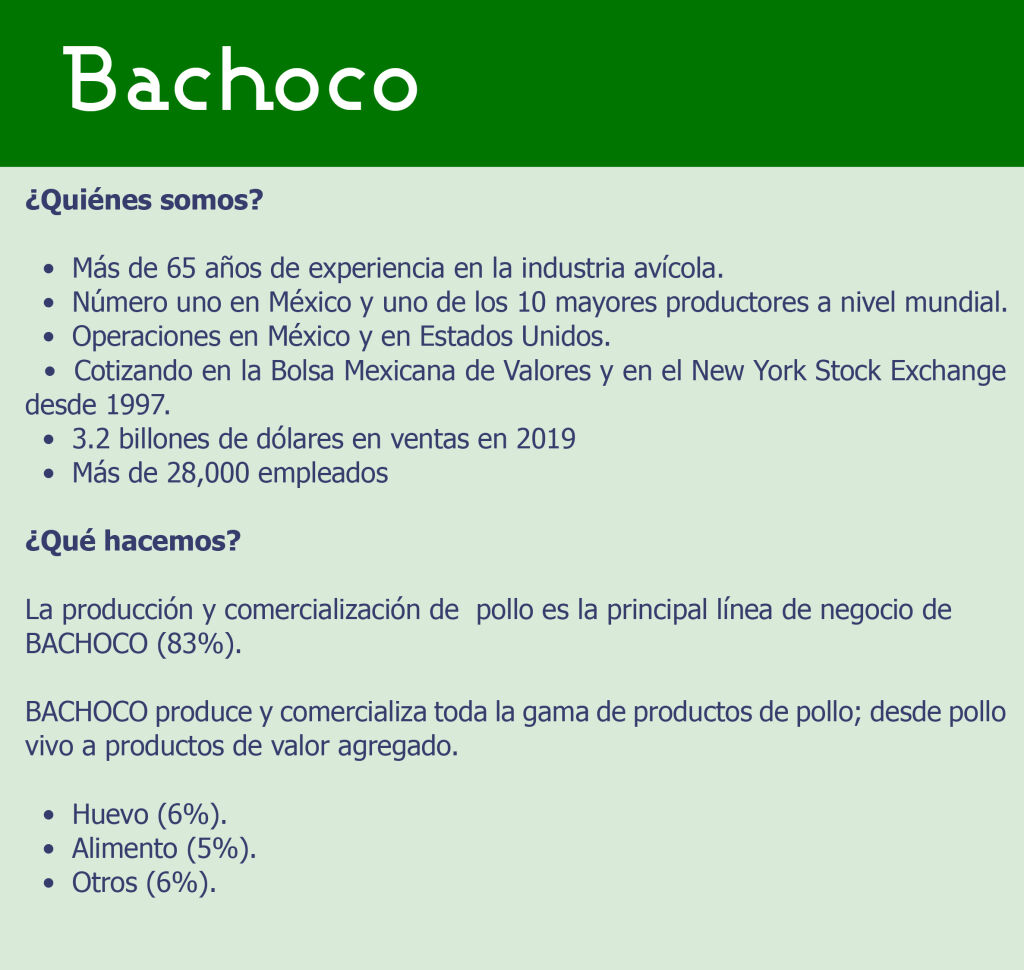 Bachoco
¿Quiénes somos?
• Más de 65 años de experiencia en la industria avícola.
• Número uno en México y uno de los 10 mayores productores a nivel mundial.
• Operaciones en México y en Estados Unidos.
• Cotizando en la Bolsa Mexicana de Valores y en el New York Stock Exchange
desde 1997.
• 3.2 billones de dólares en ventas en 2019
• Más de 28,000 empleados
¿Qué hacemos?
La producción y comercialización de  pollo es la principal línea de negocio de
BACHOCO (83%).
BACHOCO produce y comercializa toda la gama de productos de pollo; desde pollo
vivo a productos de valor agregado.
• Huevo (6%).
• Alimento (5%).
• Otros (6%).